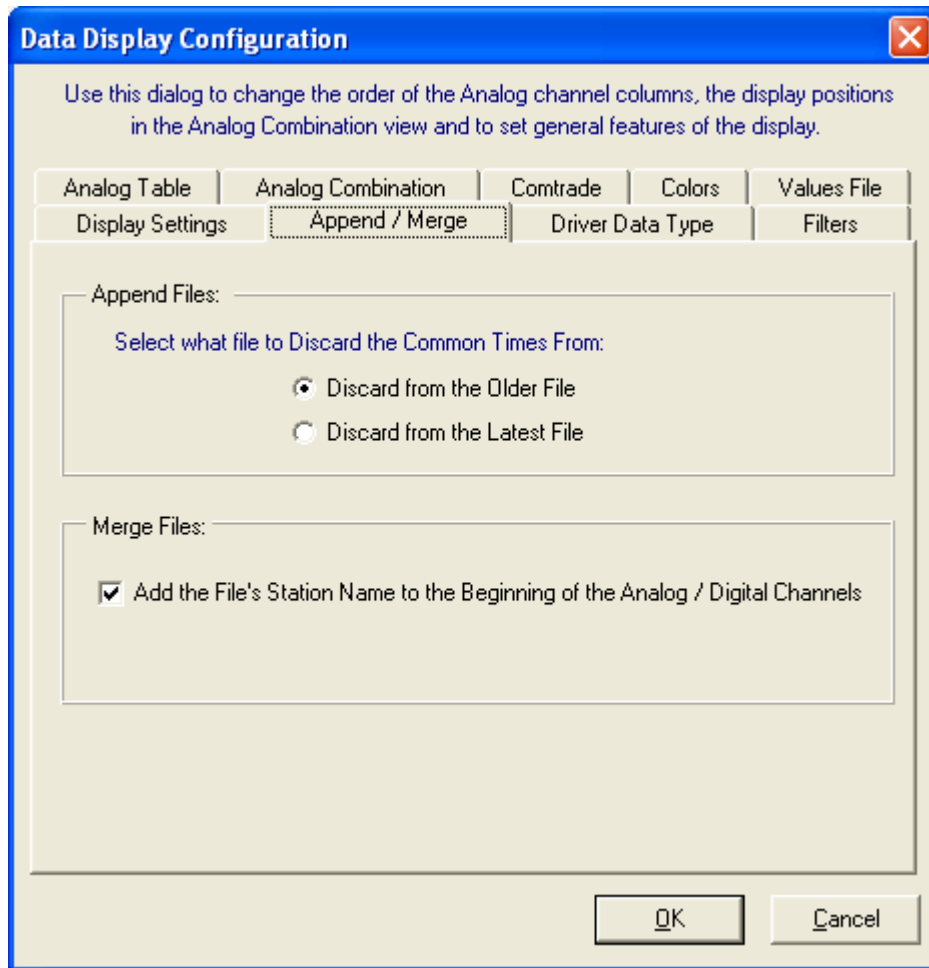 Data Display Configuration
Use this dialog to change the order of the Analog channel columns, the display positions
in the Analog Combination view and to set general features of the display.
Analog Table Analog Combination Comtrade Colors Values File
Display Settings Append / Merge Driver Data Type Filters
Append Files:
Select what file to Discard the Common Times From:
Discard from the Older File
Discard from the Latest File
Merge Files:
Add the File's Station Name to the Beginning of the Analog / Digital Channels
OK Cancel